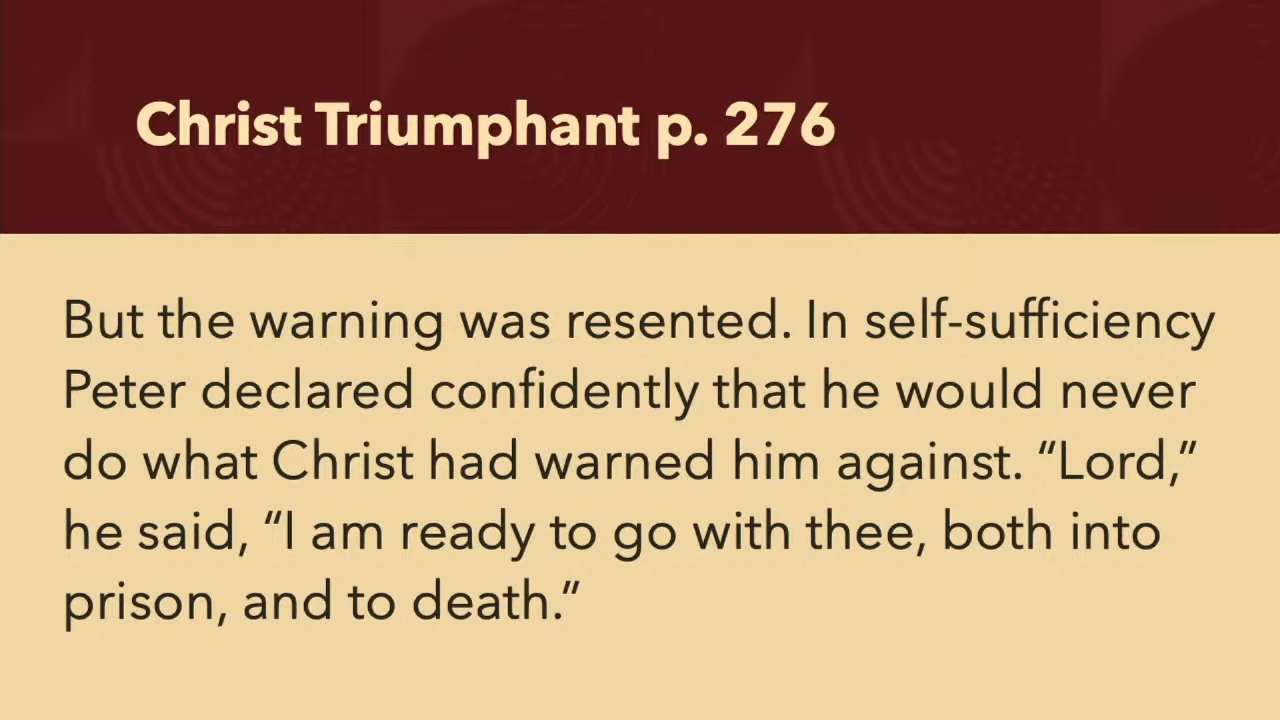 Christ Triumphant p. 276
But the warning was resented. In self-sufficiency
Peter declared confidently that he would never
do what Christ had warned him against. “Lord,”
he said, “I am ready to go with thee, both into
prison, and to death.”